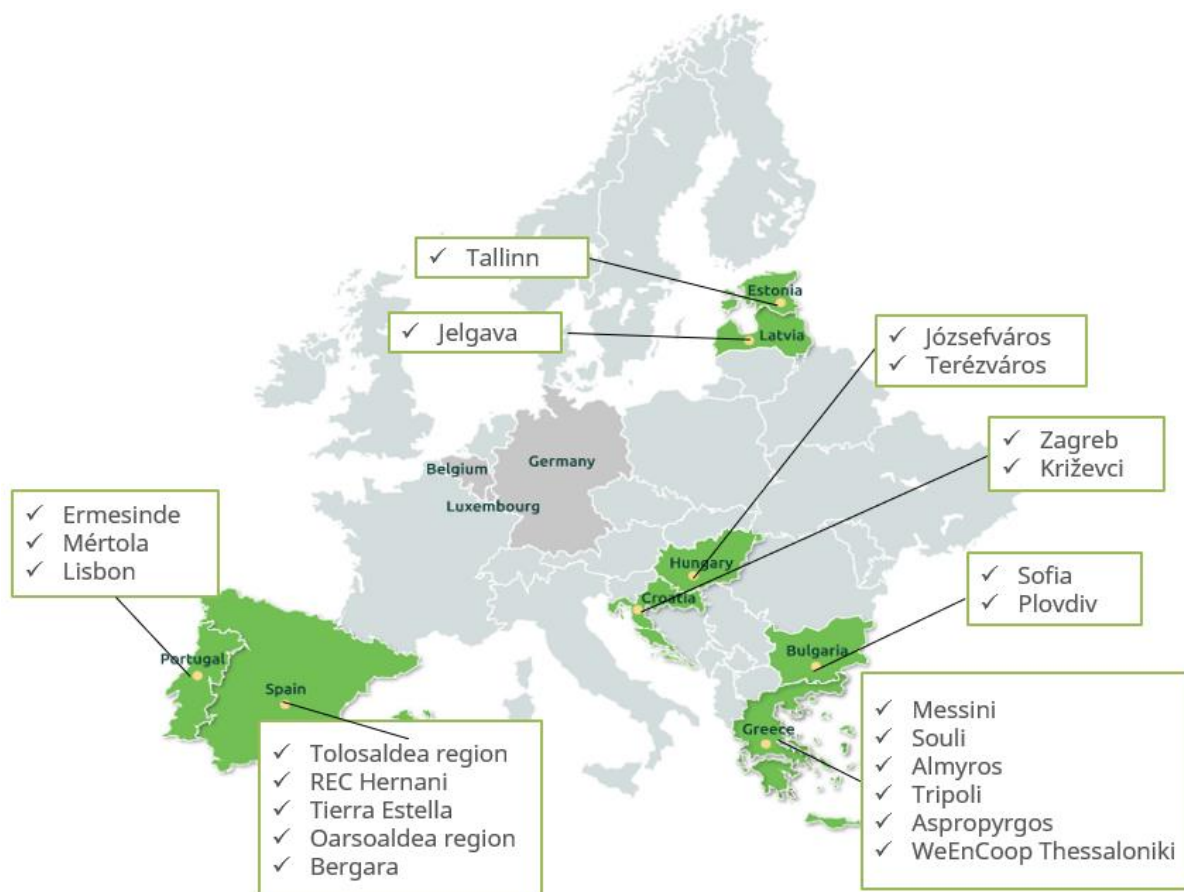 ✓ Tallinn
Estonia
✓ Jelgava
Latvia
✓ Józsefváros
✓ Terézváros
✓ Zagreb
✓ Križevci
Belgium
Germany
Luxembourg
✓ Ermesinde
✓ Mértola
✓ Lisbon
Hungary
Croatia
✓ Sofia
✓ Plovdiv
Portugal
Spain
Bulgaria
Greece
✓ Tolosaldea region
✓ REC Hernani
✓ Tierra Estella
✓ Oarsoaldea region
✓ Bergara
✓ Messini
✓ Souli
✓ Almyros
✓ Tripoli
✓ Aspropyrgos
✓ WeEnCoop Thessaloniki